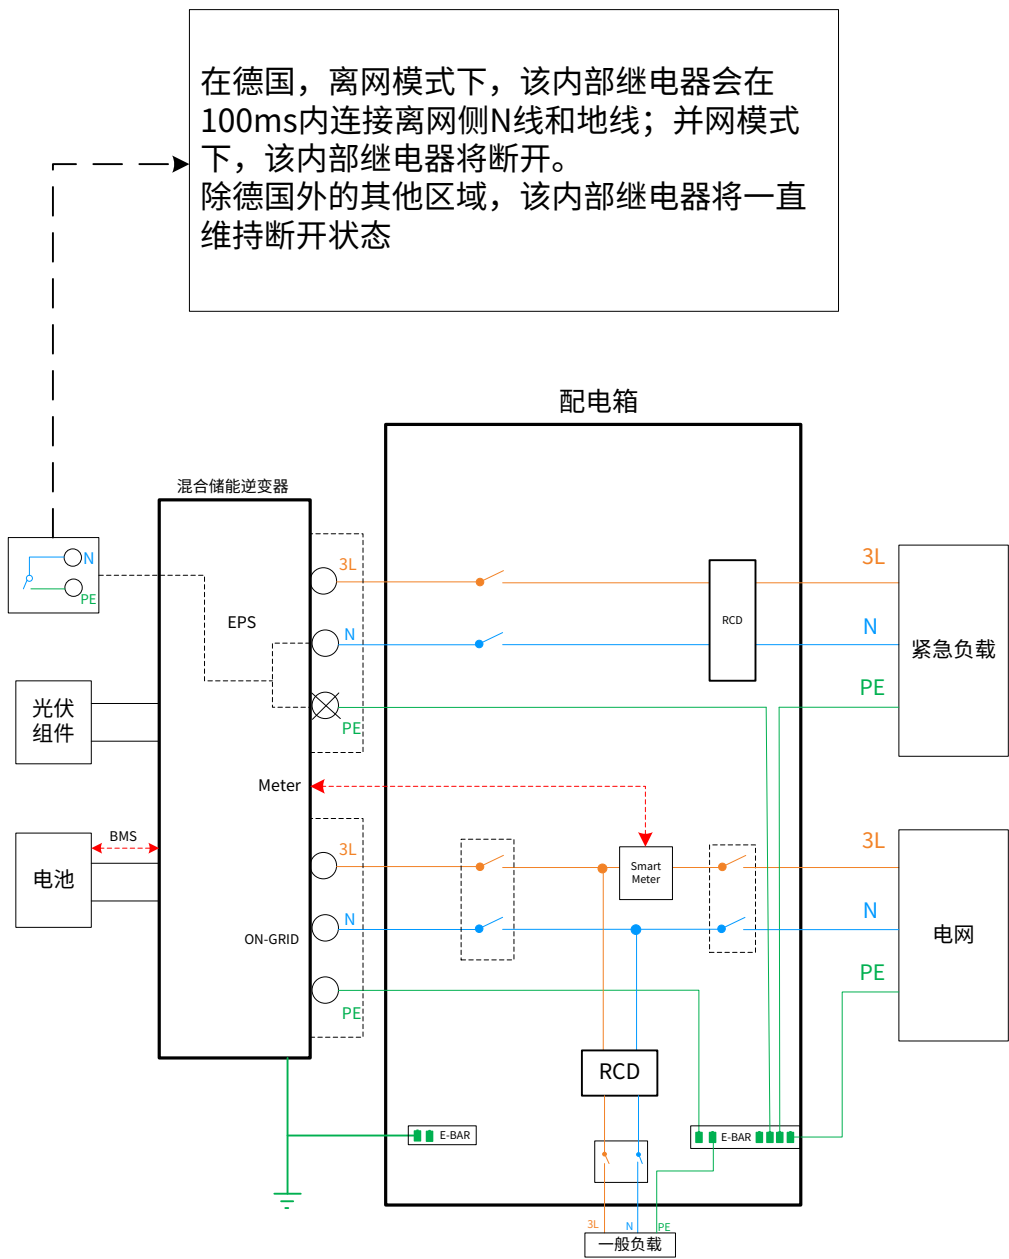 在德国，离网模式下，该内部继电器会在
100ms内连接离网侧N线和地线；并网模式
下，该内部继电器将断开。
除德国外的其他区域，该内部继电器将一直
维持断开状态
配电箱
混合储能逆变器
N
PE
3L
EPS
N
PE
RCD
3L
N
PE
紧急负载
光伏
组件
Meter
BMS
电池
3L
N
ON-GRID
PE
Smart
Meter
3L
N
PE
电网
RCD
E-BAR
E-BAR
3L
N
PE
一般负载